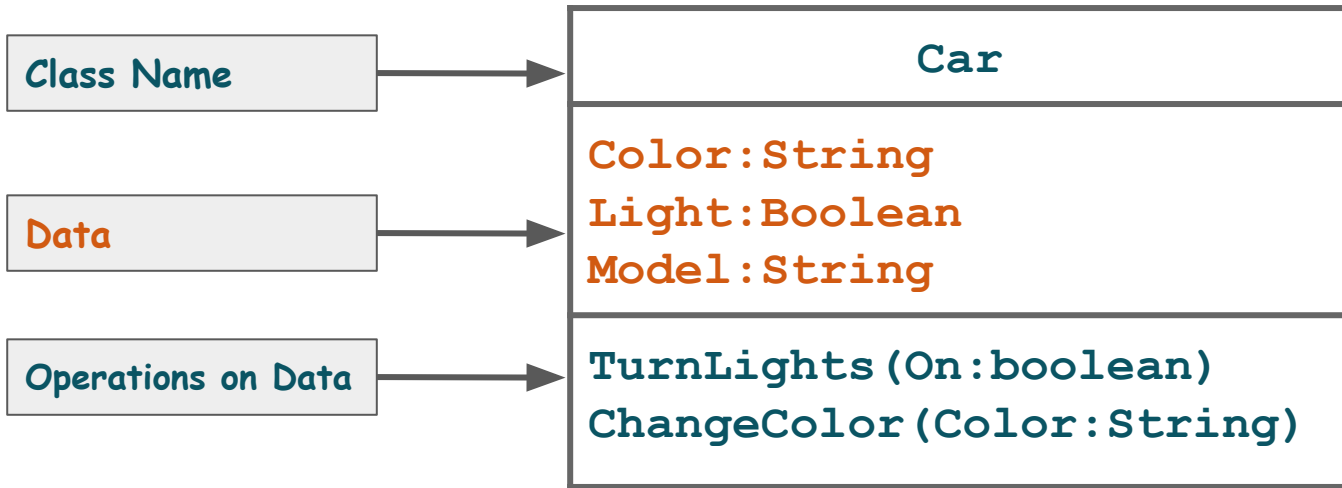 Class Name
Car
Data
Color:String
Light:Boolean
Model:String
Operations on Data
TurnLights(On:boolean)
ChangeColor(Color:String)